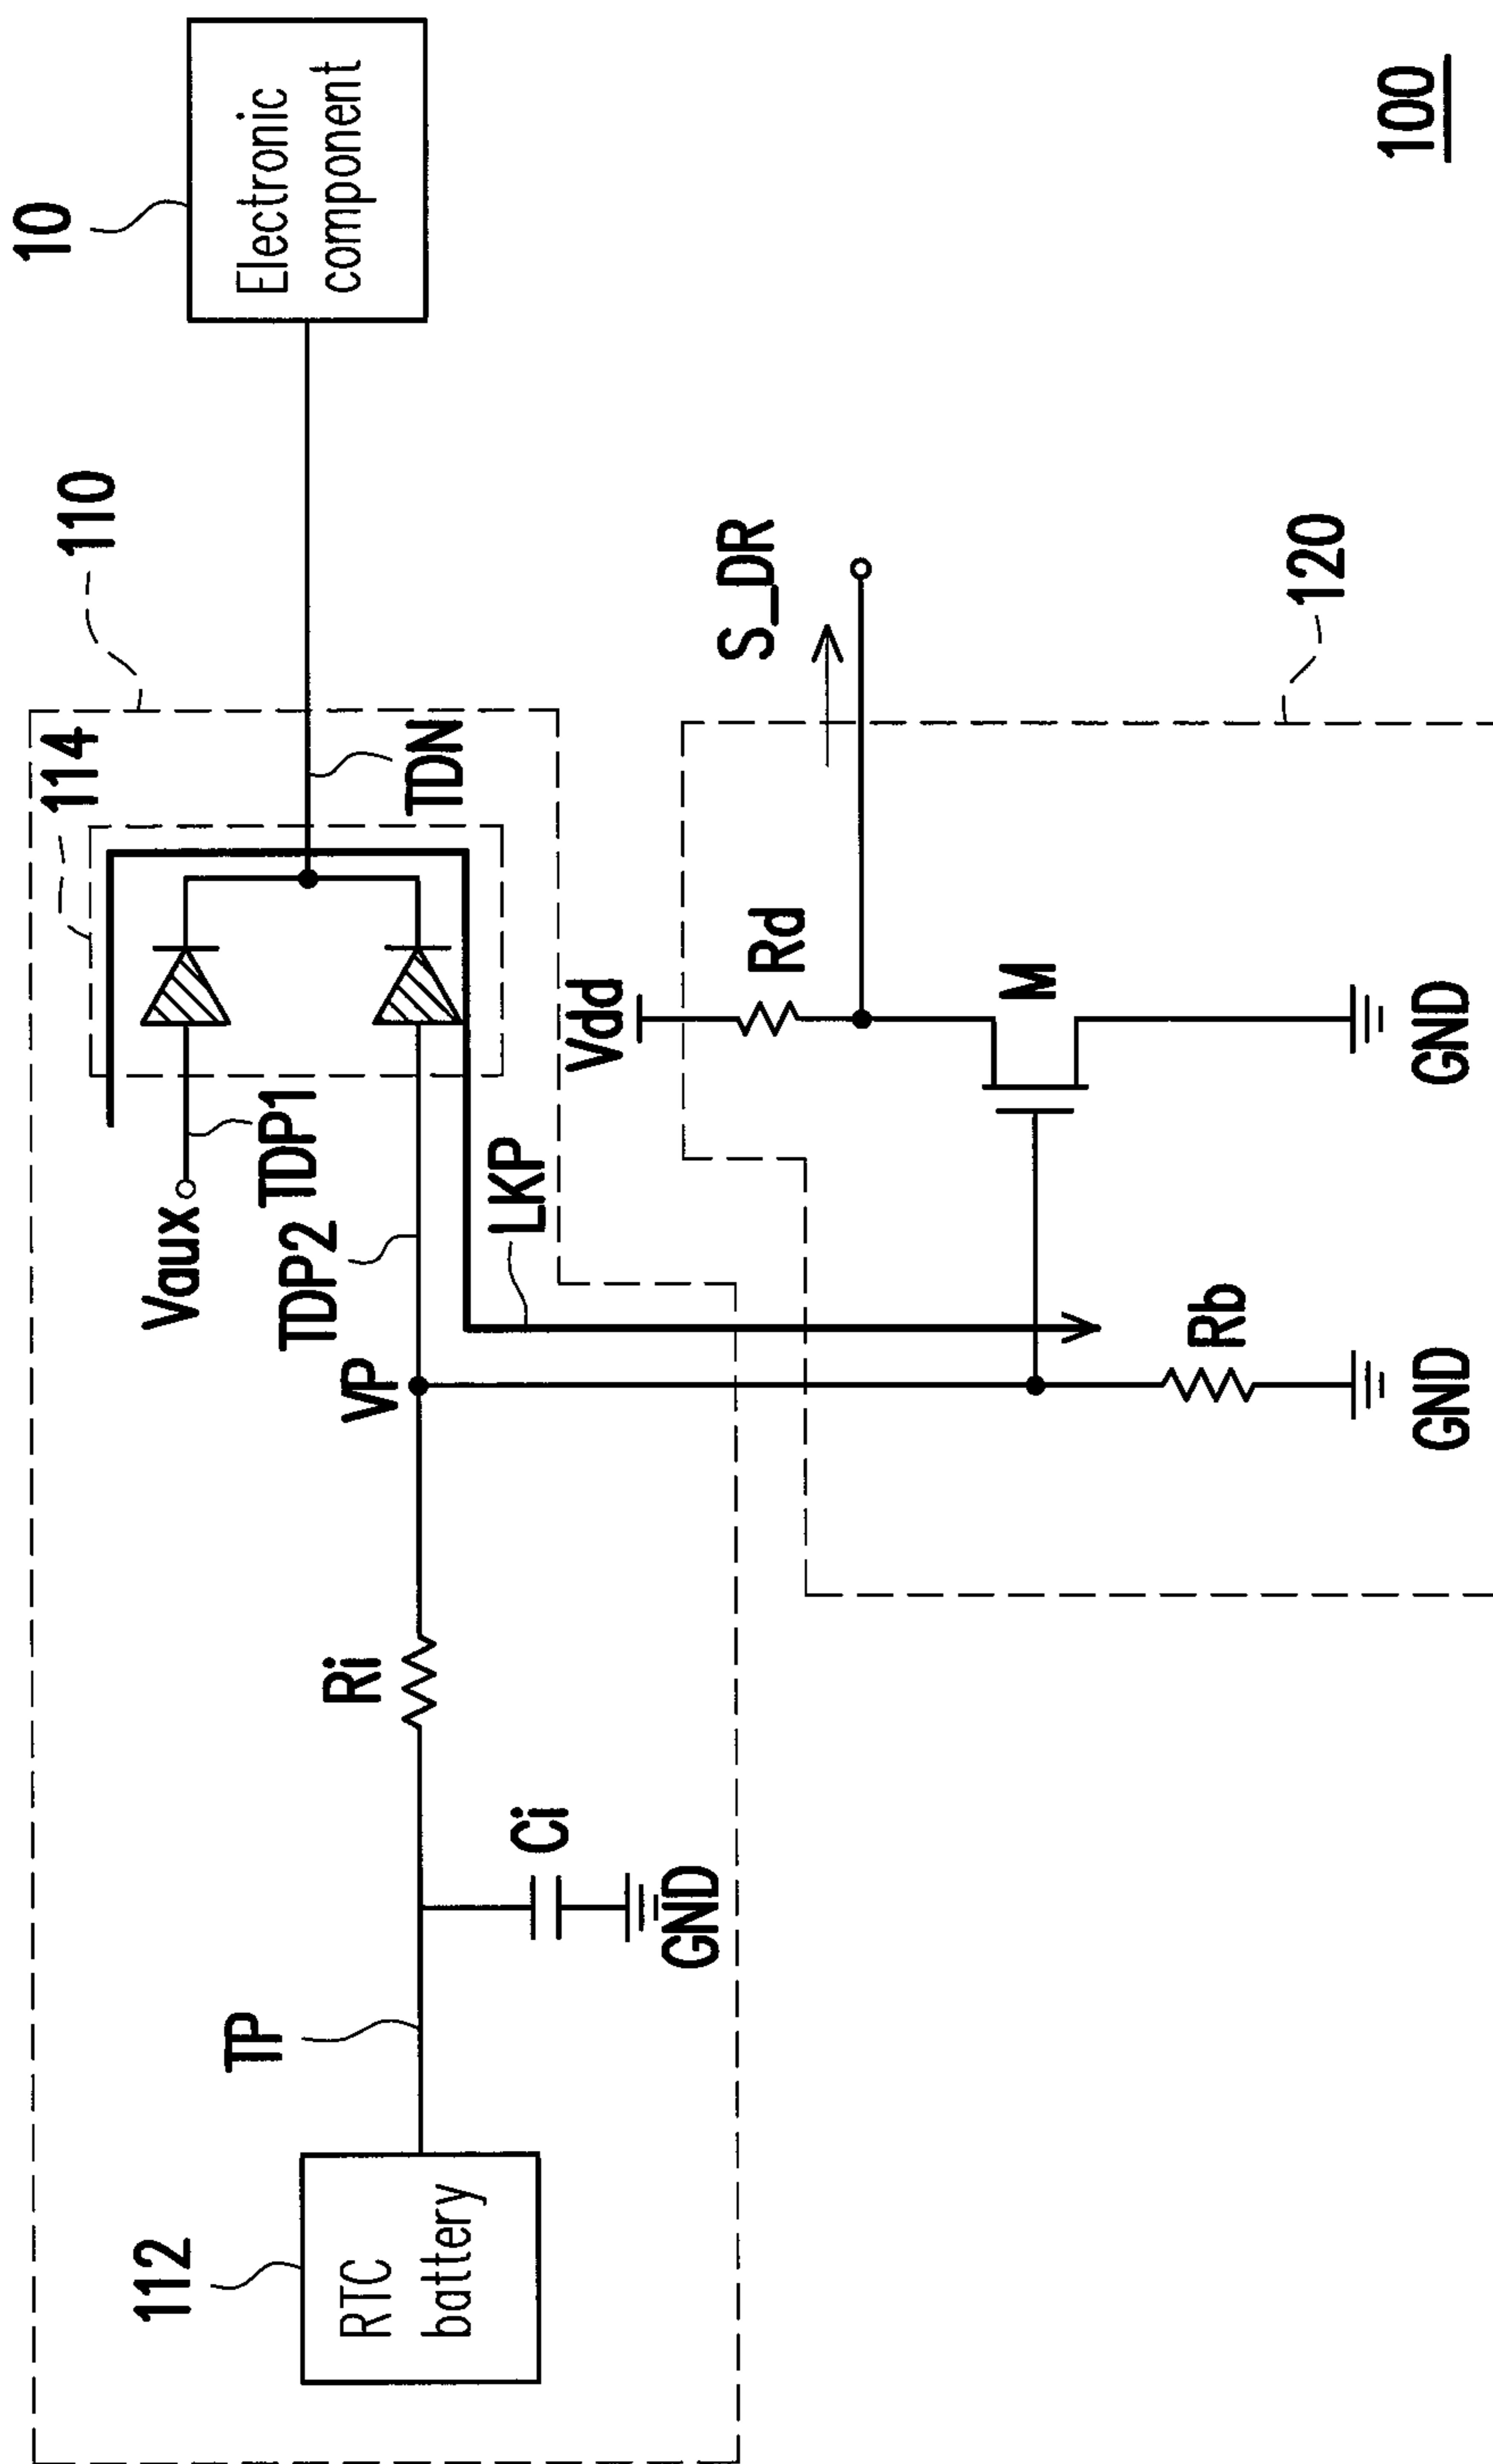 10
Electronic
component
110
114
TDN
Vaux
TDP1
TDP2
VP
LKP
Ri
TP
Ci
GND
112
RTC
battery
S_DR
Vdd
Rd
M
Rb
GND
GND
120
100